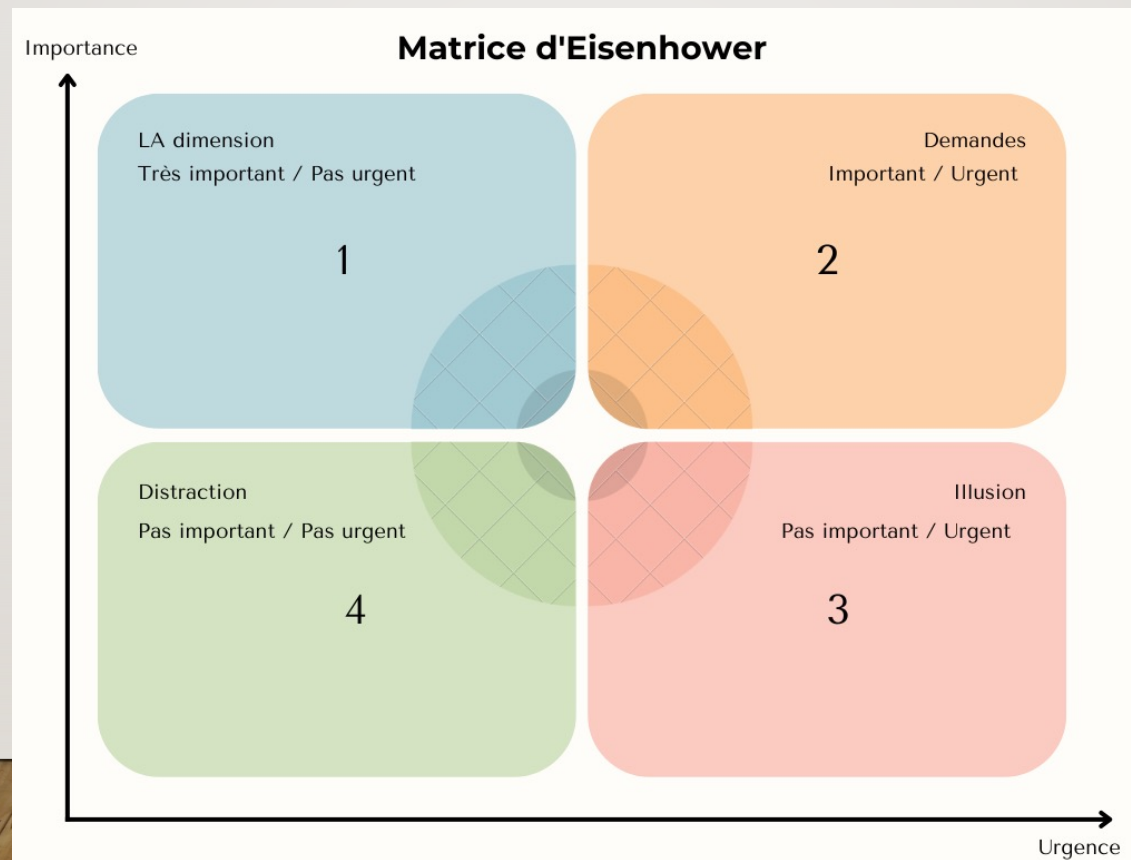 Importance
Matrice d'Eisenhower
LA dimension
Très important / Pas urgent
1
Demandes
Important / Urgent
2
Distraction
Pas important / Pas urgent
4
Illusion
Pas important / Urgent
3
Urgence